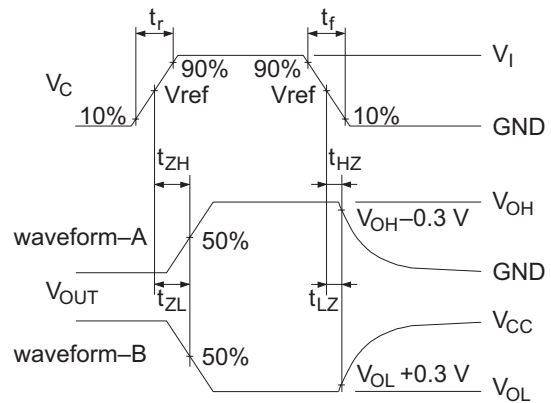 tr
tf
90%
90%
VI
VC
Vref
Vref
10%
10%
GND
tZH
tHZ
VOH
VOH–0.3 V
waveform–A
50%
GND
VOUT
tZL
tLZ
VCC
waveform–B
50%
VOL +0.3 V
VOL